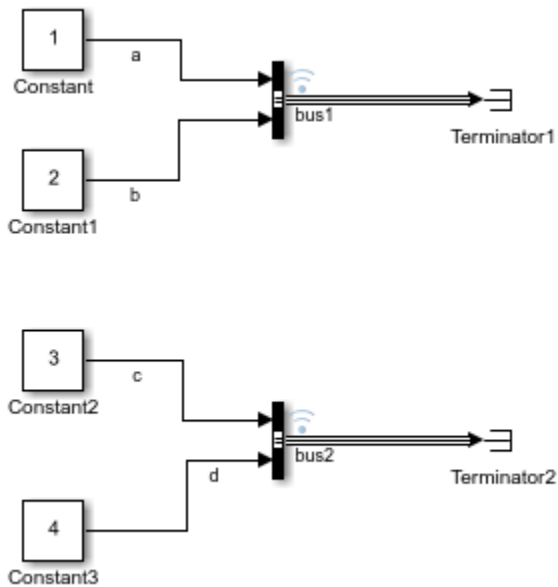 1
a
Constant
bus1
Terminator1
2
b
Constant1
3
c
Constant2
bus2
d
Terminator2
4
Constant3